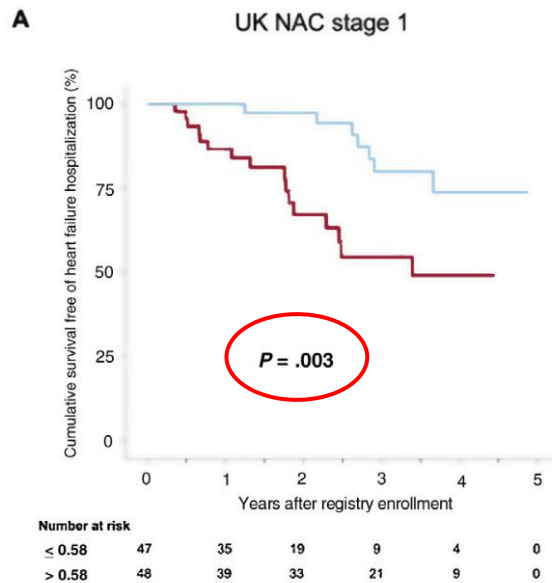 A
UK NAC stage 1
Cumulative survival free of heart failure hospitalization (%)
100
75
50
25
0
P = .003
0 1 2 3 4 5
Years after registry enrollment
Number at risk
≤ 0.58 47 35 19 9 4 0
> 0.58 48 39 33 21 9 0